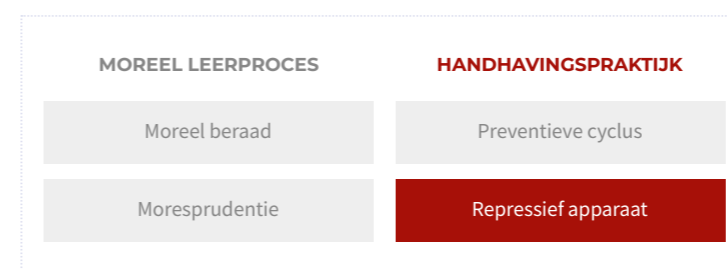 MOREEL LEERPROCES
HANDHAVINGSPRAKTIJK
Moreel beraad
Preventieve cyclus
Moresprudentie
Repressief apparaat